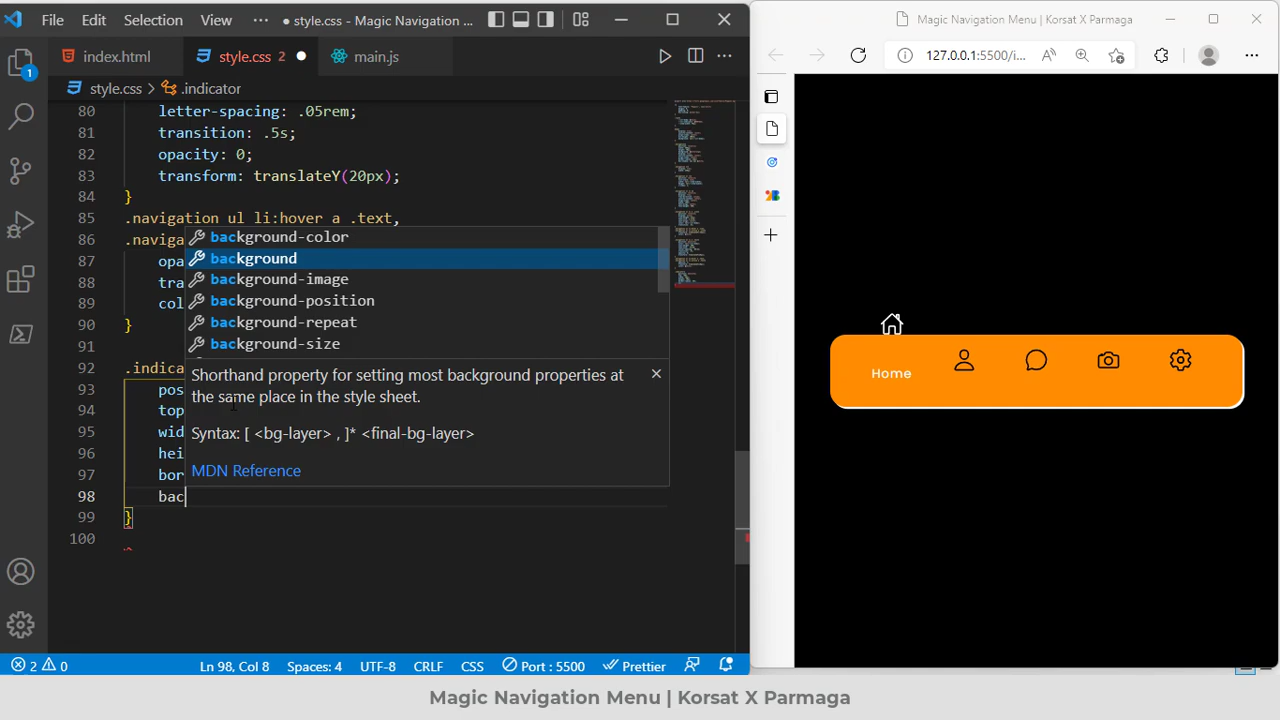 File Edit Selection View ··· ● style.css - Magic Navigation ...
Magic Navigation Menu | Korsat X Parmaga
1
index.html
style.css 2 ●
main.js
127.0.0.1:5500/i...
style.css > .indicator
80 letter-spacing: .05rem;
81 transition: .5s;
82 opacity: 0;
83 transform: translateY(20px);
84 }
85 .navigation ul li:hover a .text,
86 .naviga
87 opa
88 tra
89 col
90 }
91
92 .indica
93 pos
94 top
95 wid
96 hei
97 bor
98 bac
99 }
100
background-color
background
background-image
background-position
background-repeat
background-size
Shorthand property for setting most background properties at
the same place in the style sheet.
Syntax: [ <bg-layer> , ]* <final-bg-layer>
MDN Reference
Home
2 0 Ln 98, Col 8 Spaces: 4 UTF-8 CRLF CSS Port : 5500 Prettier
Magic Navigation Menu | Korsat X Parmaga